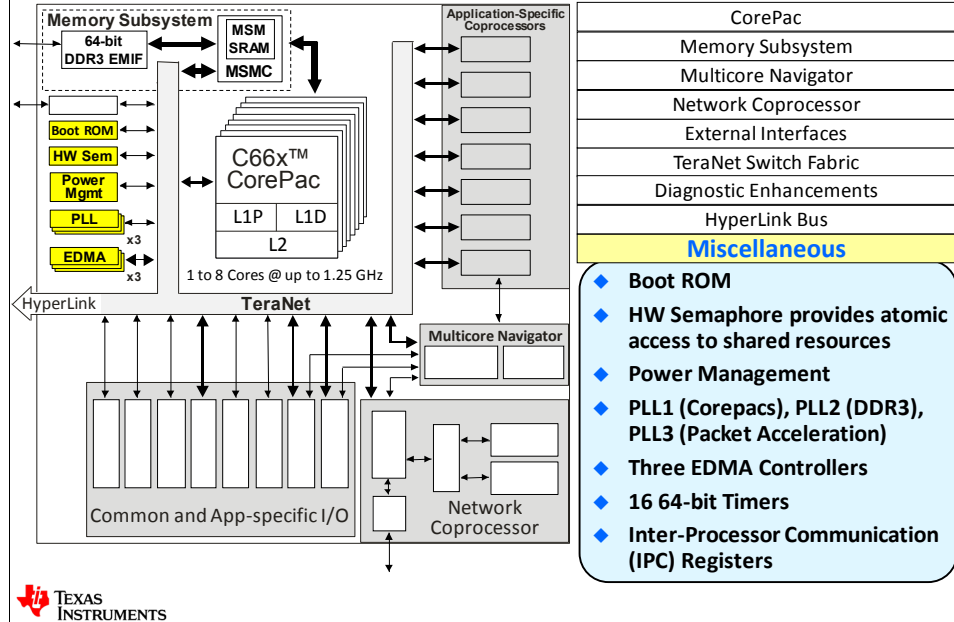 Memory Subsystem
64-bit
DDR3 EMIF
MSM
SRAM
MSMC
Application-Specific
Coprocessors
Boot ROM
HW Sem
Power
Mgmt
PLL
x3
EDMA
x3
C66x™
CorePac
L1P
L1D
L2
1 to 8 Cores @ up to 1.25 GHz
HyperLink
TeraNet
Multicore Navigator
Common and App-specific I/O
Network
Coprocessor
CorePac
Memory Subsystem
Multicore Navigator
Network Coprocessor
External Interfaces
TeraNet Switch Fabric
Diagnostic Enhancements
HyperLink Bus
Miscellaneous
◆ Boot ROM
◆ HW Semaphore provides atomic
access to shared resources
◆ Power Management
◆ PLL1 (Corepacs), PLL2 (DDR3),
PLL3 (Packet Acceleration)
◆ Three EDMA Controllers
◆ 16 64-bit Timers
◆ Inter-Processor Communication
(IPC) Registers
TEXAS
INSTRUMENTS